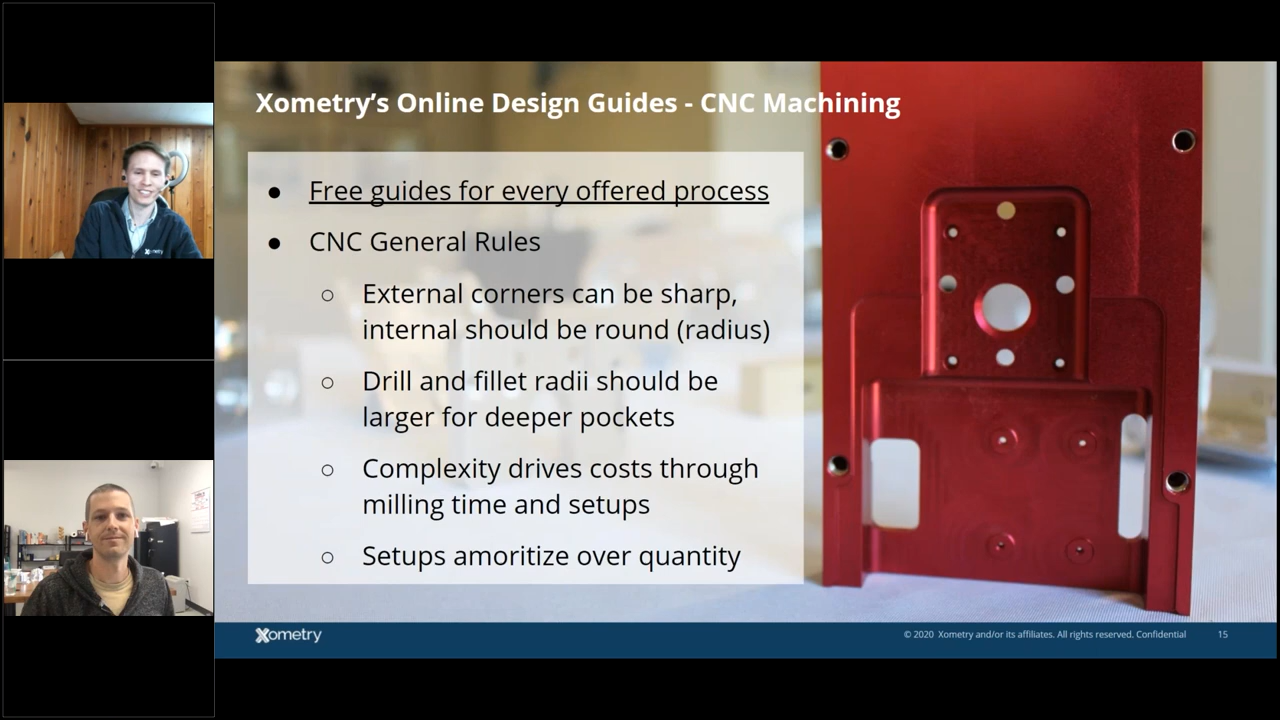 Xometry's Online Design Guides - CNC Machining
● Free guides for every offered process
● CNC General Rules
○ External corners can be sharp,
internal should be round (radius)
○ Drill and fillet radii should be
larger for deeper pockets
○ Complexity drives costs through
milling time and setups
○ Setups amoritize over quantity
Xometry
Xometry
© 2020 Xometry and/or its affiliates. All rights reserved. Confidential
15